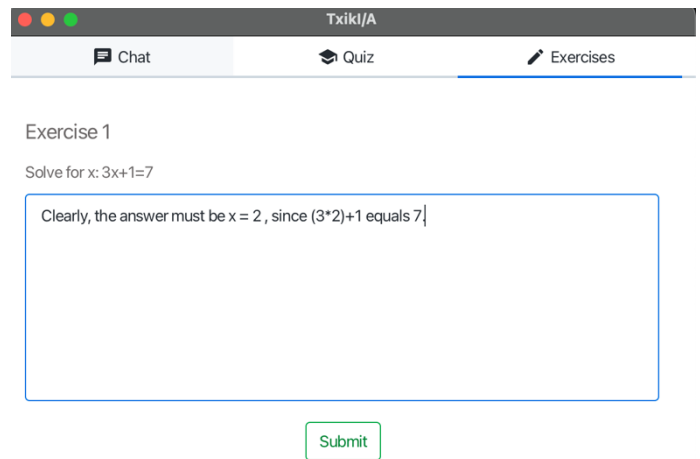 TxikI/A
Chat Quiz Exercises
Exercise 1
Solve for x: 3x+1=7
Clearly, the answer must be x = 2 , since (3*2)+1 equals 7.
Submit